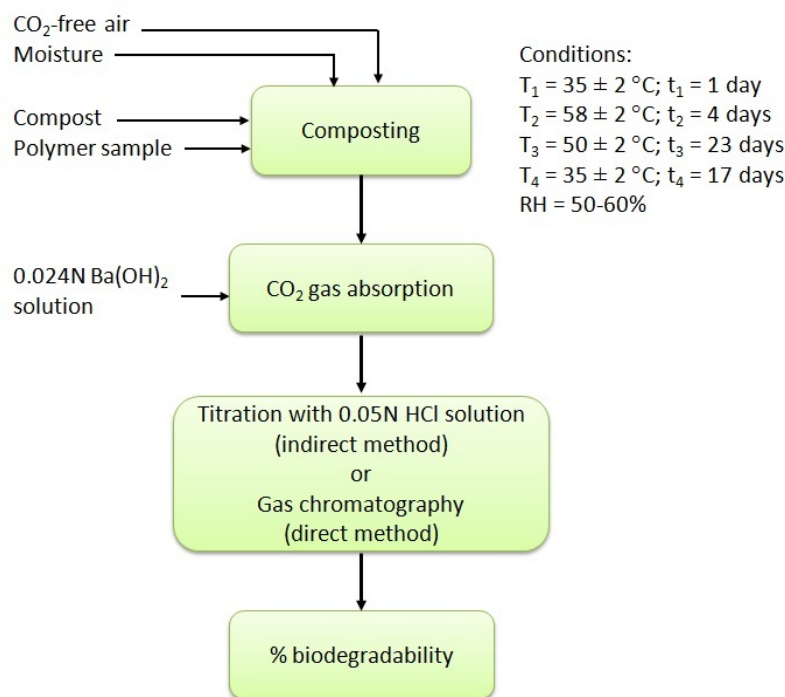 CO₂-free air
Moisture
Compost
Polymer sample
Composting
Conditions:
T₁ = 35 ± 2 °C; t₁ = 1 day
T₂ = 58 ± 2 °C; t₂ = 4 days
T₃ = 50 ± 2 °C; t₃ = 23 days
T₄ = 35 ± 2 °C; t₄ = 17 days
RH = 50-60%
0.024N Ba(OH)₂
solution
CO₂ gas absorption
Titration with 0.05N HCl solution
(indirect method)
or
Gas chromatography
(direct method)
% biodegradability